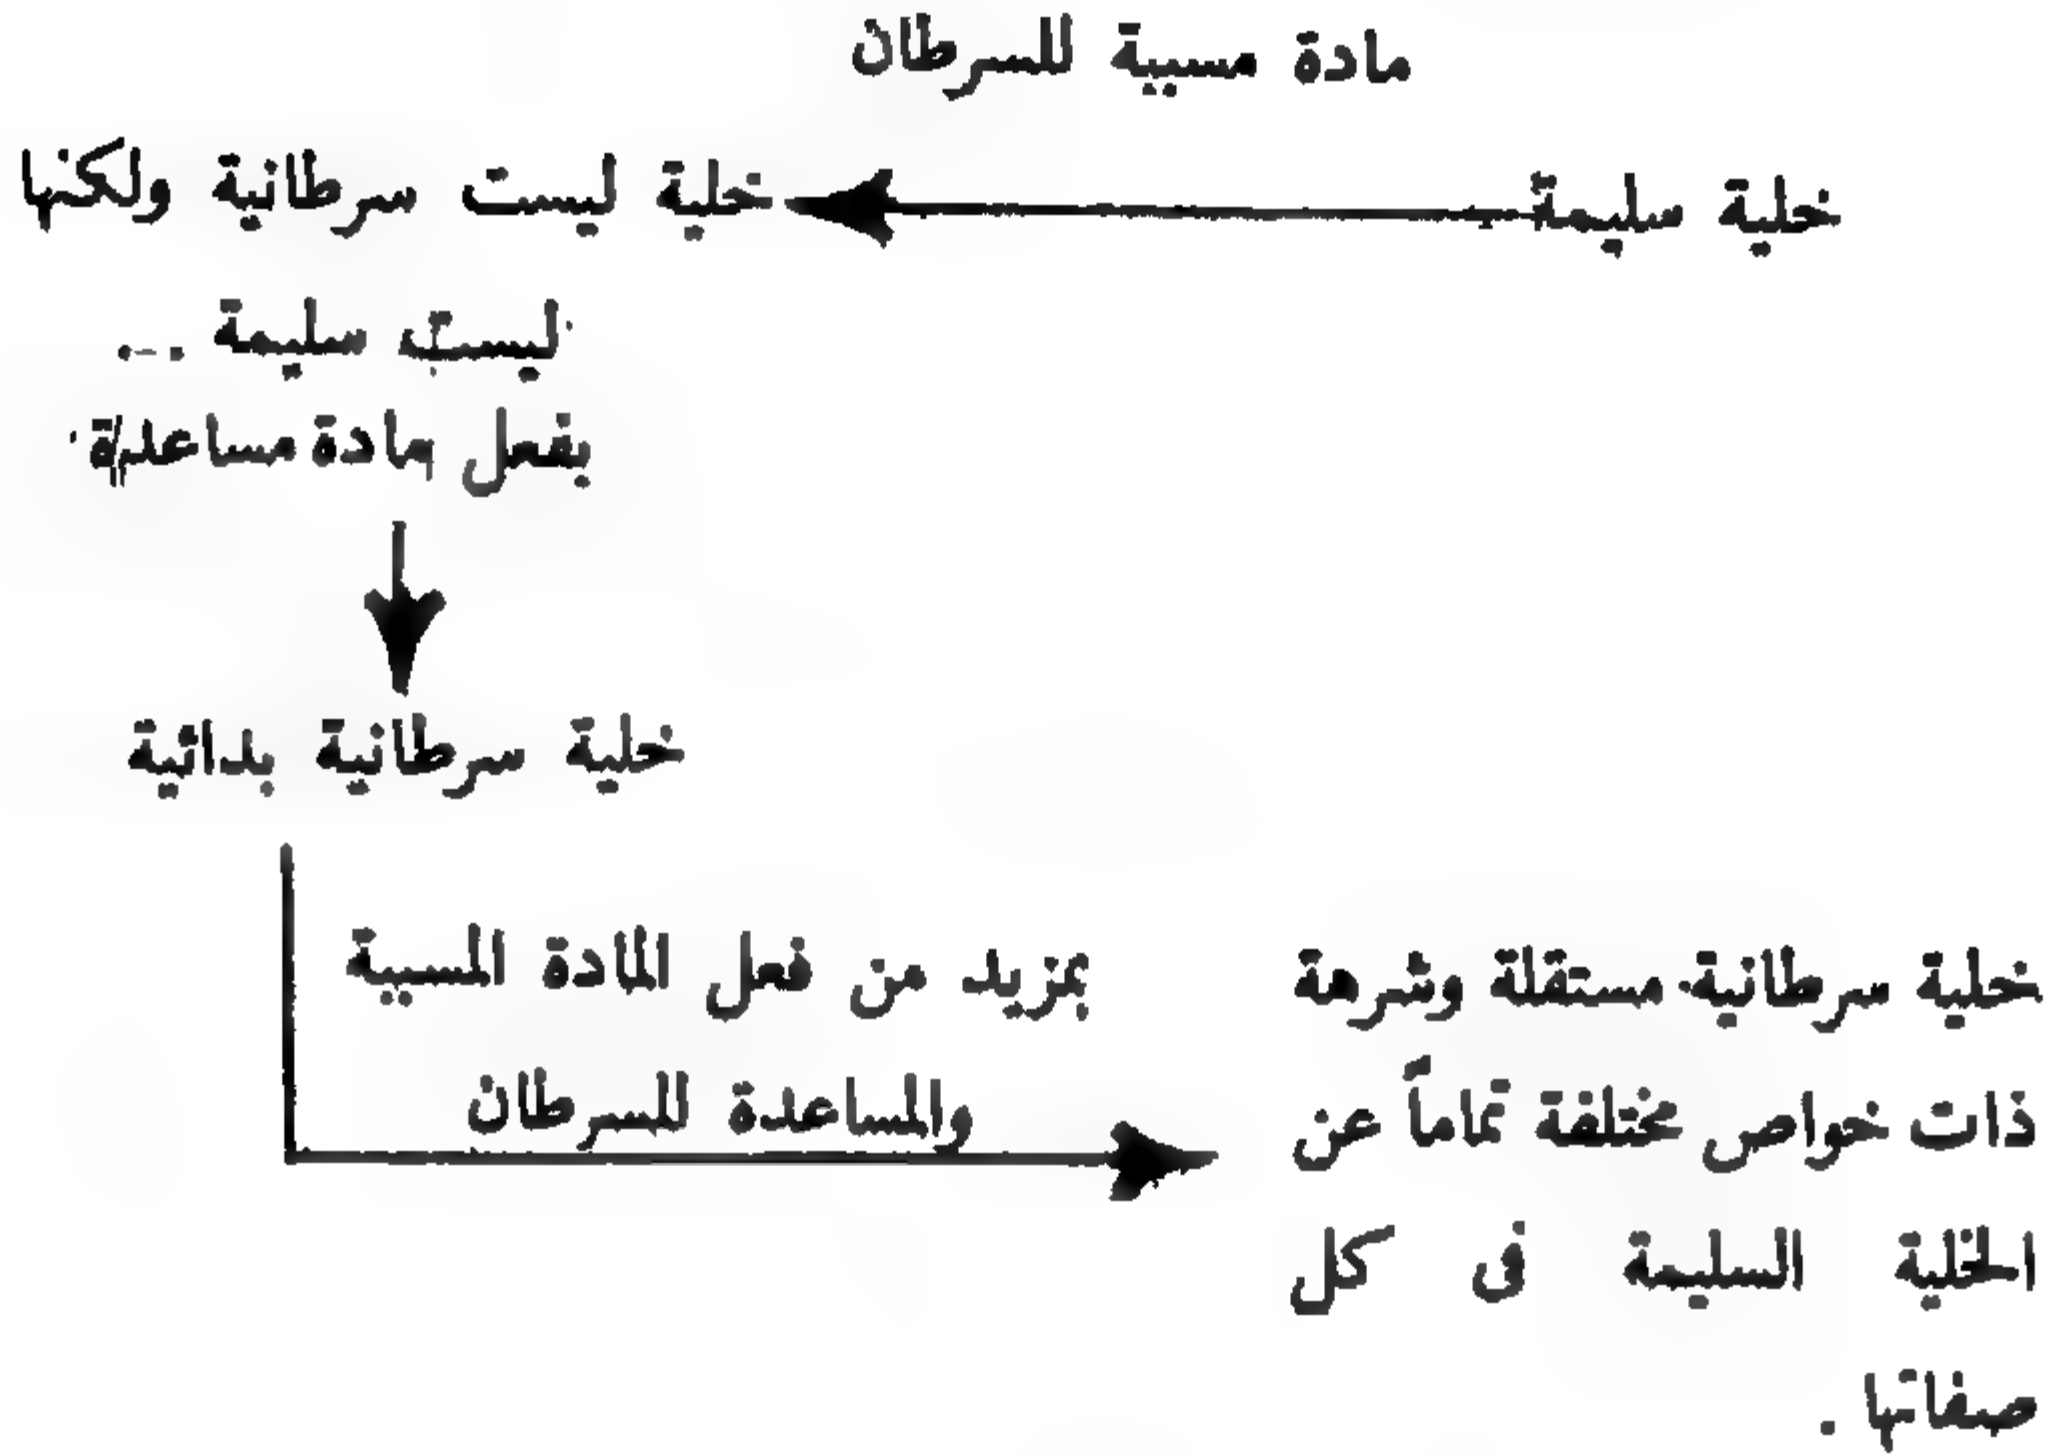 مادة مسببة للسرطان
خلية سليمة
خلية ليست سرطانية ولكنها
ليست سليمة ...
بفعل مادة مساعدة
خلية سرطانية بدائية
بمزيد من فعل المادة المسببة
والمساعدة للسرطان
خلية سرطانية مستقلة وشرهة
ذات خواص مختلفة تماماً عن
الخلية السليمة فى كل
صفاتها .